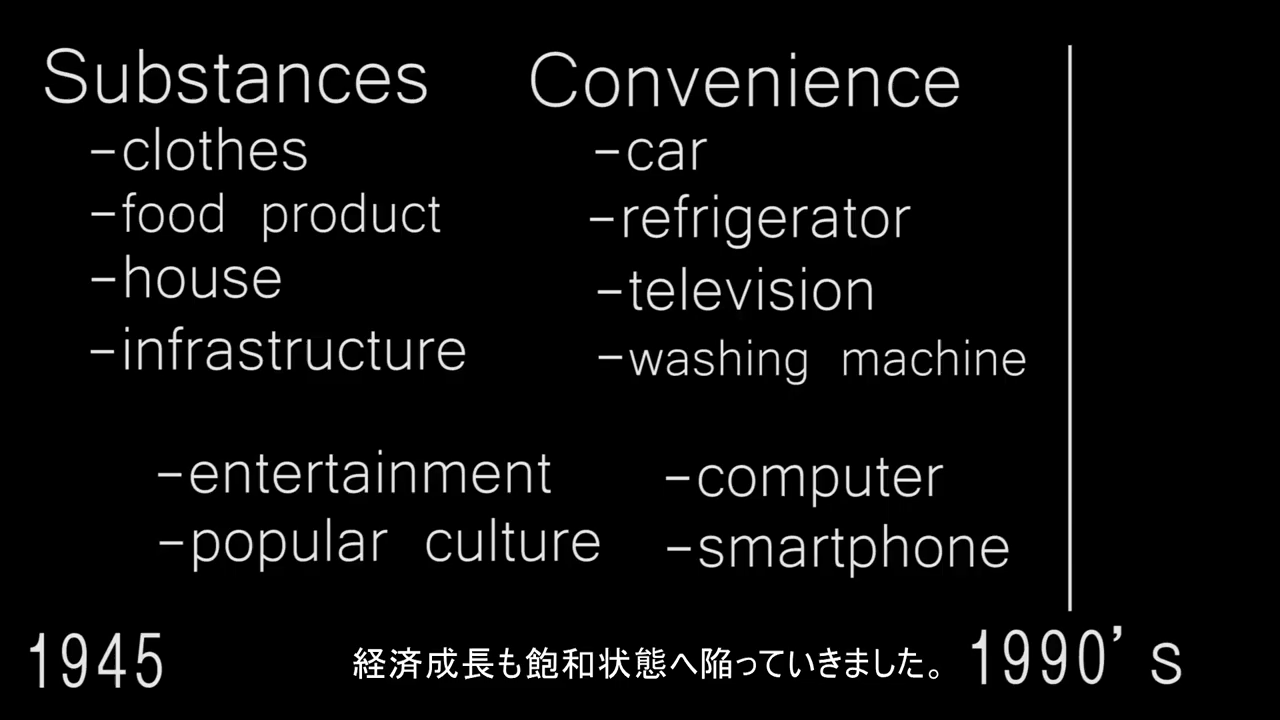 Substances
-clothes
-food product
-house
-infrastructure
Convenience
-car
-refrigerator
-television
-washing machine
-entertainment
-popular culture
-computer
-smartphone
1945
経済成長も飽和状態へ陥っていきました。
1990's